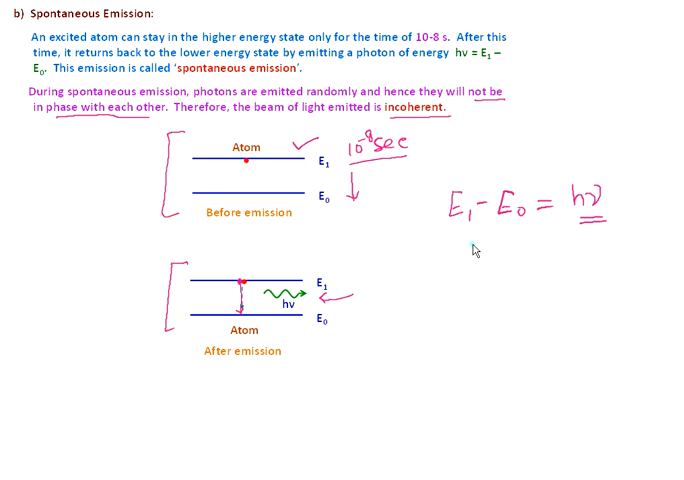 b) Spontaneous Emission:
An excited atom can stay in the higher energy state only for the time of 10-8 s. After this
time, it returns back to the lower energy state by emitting a photon of energy hν = E₁ –
E₀. This emission is called ‘spontaneous emission’.
During spontaneous emission, photons are emitted randomly and hence they will not be
in phase with each other. Therefore, the beam of light emitted is incoherent.
Atom
E₁
10⁻⁸sec
E₀
Before emission
E₁ - E₀ = hν
E₁
hν
E₀
Atom
After emission